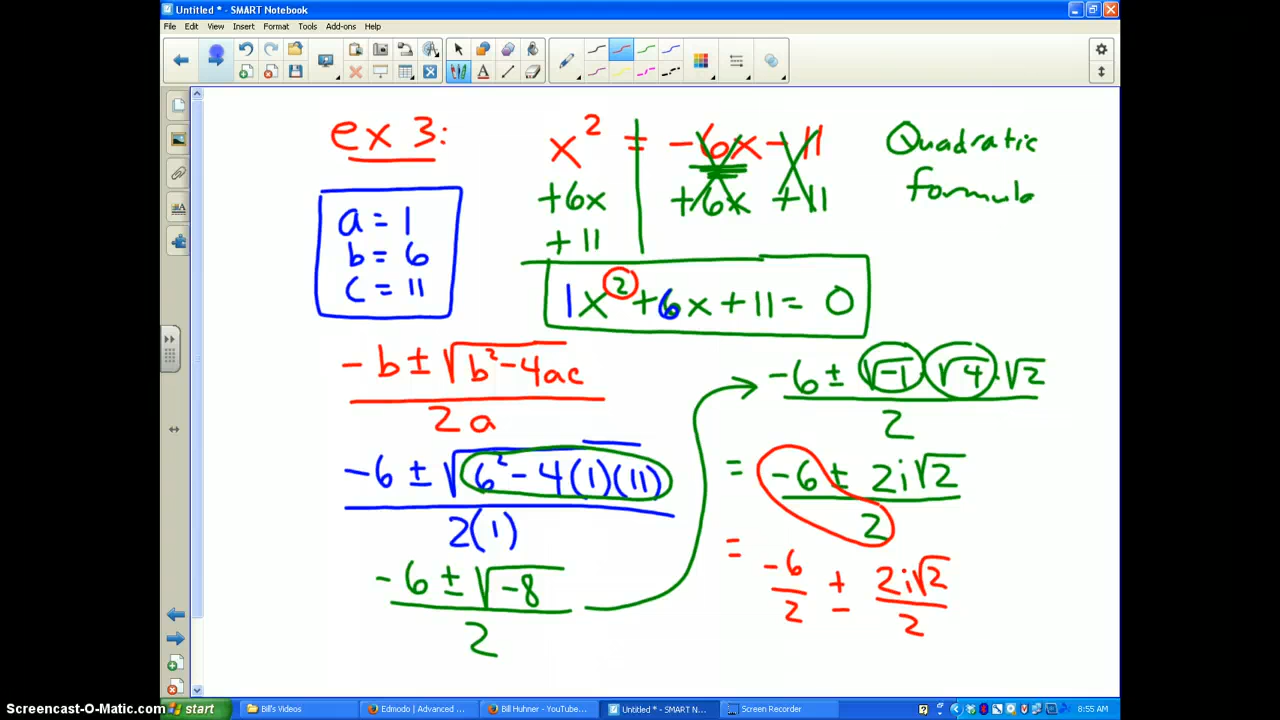 Untitled * - SMART Notebook
File Edit View Insert Format Tools Add-ons Help
ex 3:
x² = -6x - 11
+6x +6x +11
+ 11
Quadratic
formula
a = 1
b = 6
c = 11
1x² + 6x + 11 = 0
-b ± √b² - 4ac
2a
-6 ± √6² - 4(1)(11)
2(1)
-6 ± √-8
2
-6 ± √-1 · √4 · √2
2
= -6 ± 2i√2
2
= -6/2 ± 2i√2/2
Screencast-O-Matic.com
start
Bill's Videos
Edmodo | Advanced ...
Bill Huhner - YouTube...
Untitled * - SMART N...
Screen Recorder
8:55 AM